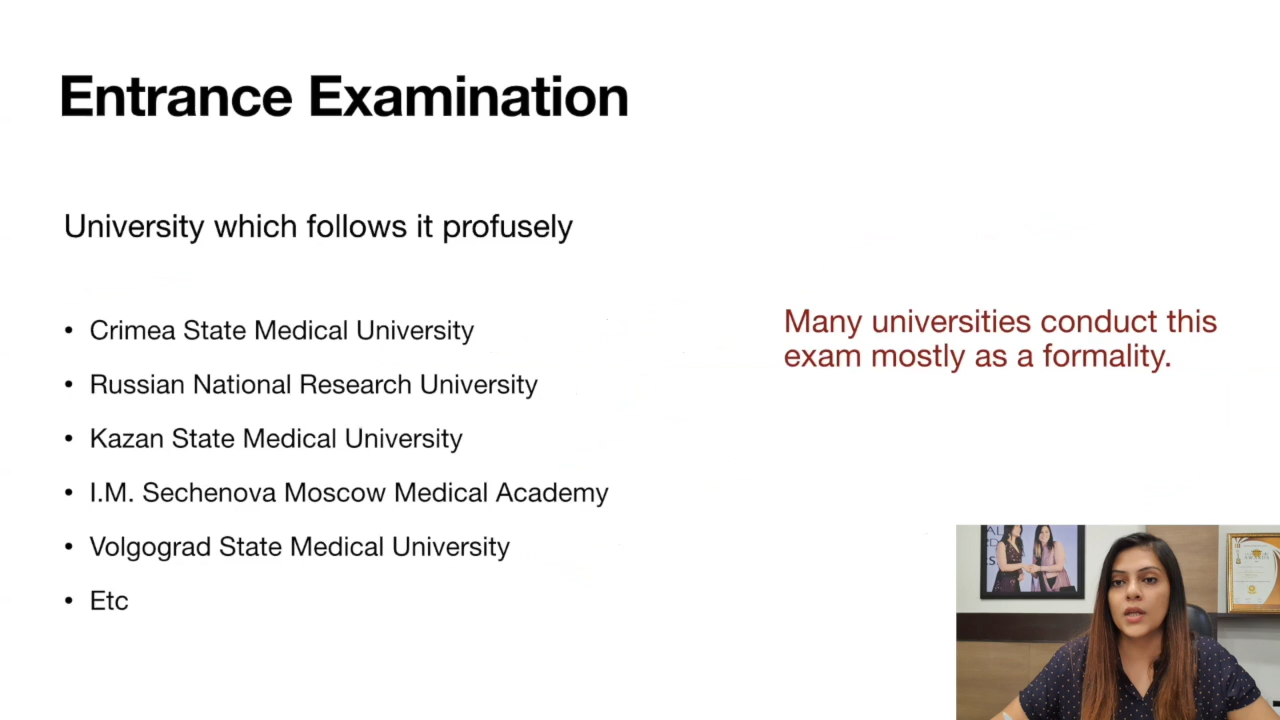 Entrance Examination
University which follows it profusely
• Crimea State Medical University
• Russian National Research University
• Kazan State Medical University
• I.M. Sechenova Moscow Medical Academy
• Volgograd State Medical University
• Etc
Many universities conduct this
exam mostly as a formality.